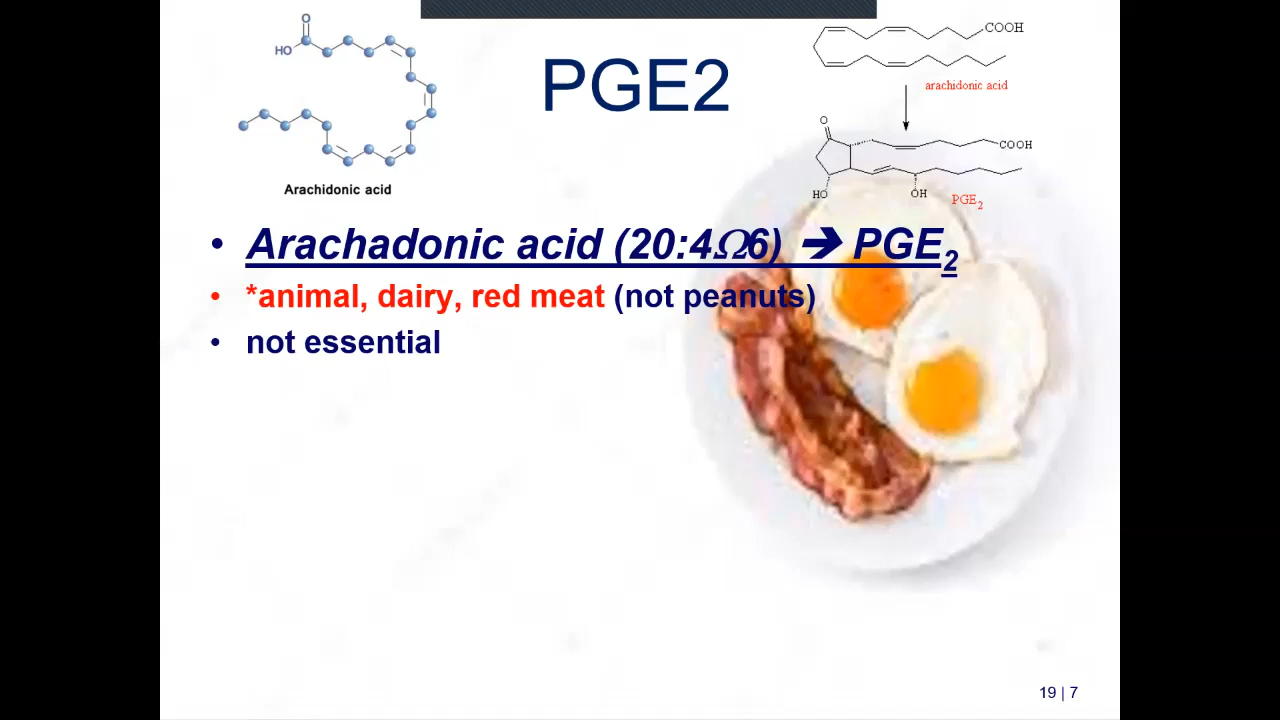 O
HO
Arachidonic acid
PGE2
COOH
arachidonic acid
O
COOH
HO
OH
PGE2
• Arachadonic acid (20:4Ω6) ➔ PGE2
• *animal, dairy, red meat (not peanuts)
• not essential
19 | 7